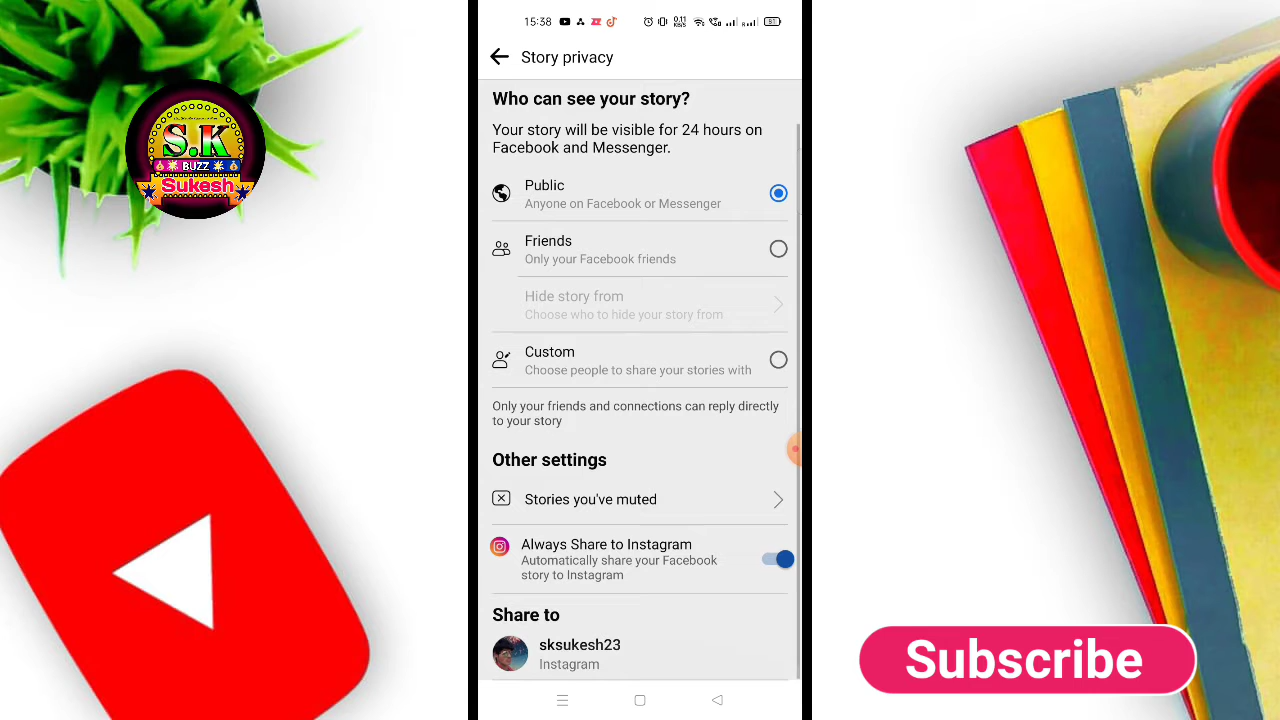 S.K
BUZZ
Sukesh
15:38
0.11
KB/S
51
Story privacy
Who can see your story?
Your story will be visible for 24 hours on
Facebook and Messenger.
Public
Anyone on Facebook or Messenger
Friends
Only your Facebook friends
Hide story from
Choose who to hide your story from
Custom
Choose people to share your stories with
Only your friends and connections can reply directly
to your story
Other settings
Stories you've muted
Always Share to Instagram
Automatically share your Facebook
story to Instagram
Share to
sksukesh23
Instagram
Subscribe